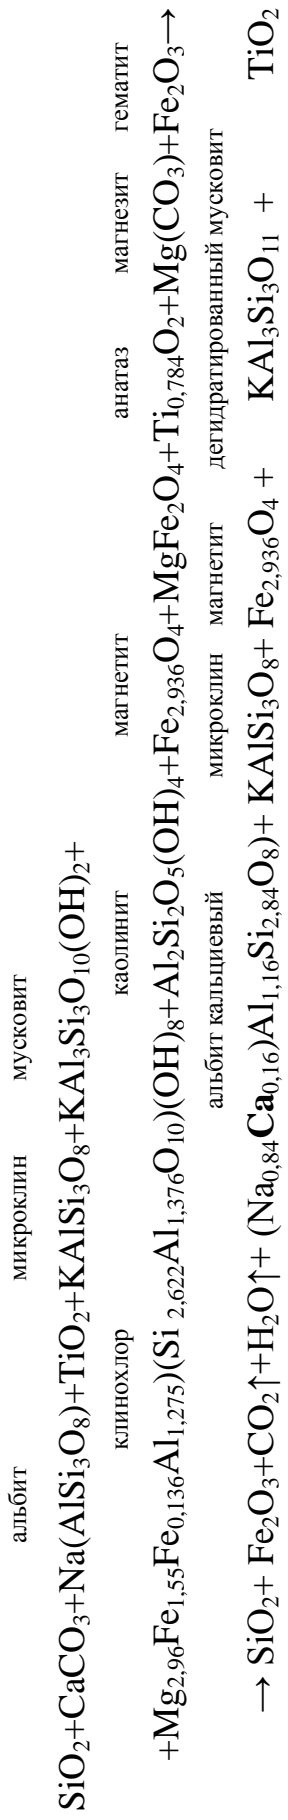 альбит микроклин мусковит
SiO₂+CaCO₃+Na(AlSi₃O₈)+TiO₂+KAlSi₃O₈+KAl₃Si₃O₁₀(OH)₂+
клинохлор каолинит магнетит анатаз магнезит гематит
+Mg₂,₉₆Fe₁,₅₅Fe₀,₁₃₆Al₁,₂₇₅)(Si ₂,₆₂₂Al₁,₃₇₆O₁₀)(OH)₈+Al₂Si₂O₅(OH)₄+Fe₂,₉₃₆O₄+MgFe₂O₄+Ti₀,₇₈₄O₂+Mg(CO₃)+Fe₂O₃→
альбит кальциевый микроклин магнетит дегидратированный мусковит
→ SiO₂+ Fe₂O₃+CO₂↑+H₂O↑+ (Na₀,₈₄Ca₀,₁₆)Al₁,₁₆Si₂,₈₄O₈)+ KAlSi₃O₈+ Fe₂,₉₃₆O₄ + KAl₃Si₃O₁₁ + TiO₂